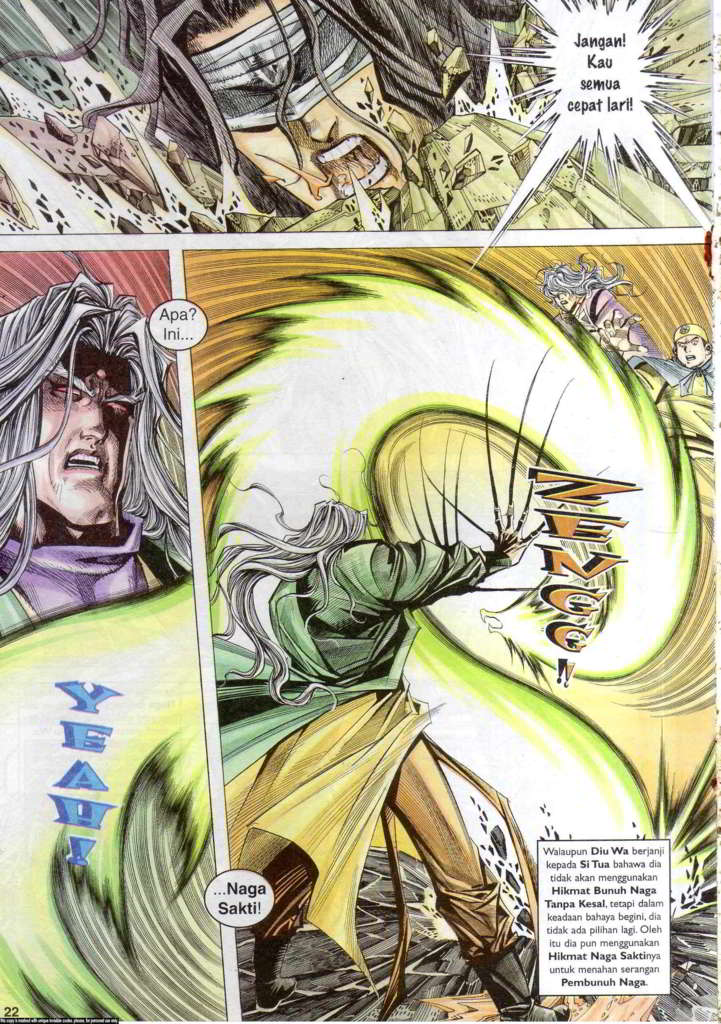 Jangan!
Kau
semua
cepat lari!
Apa?
Ini...
ZENGG!!
YEAH!
...Naga
Sakti!
Walaupun Diu Wa berjanji
kepada Si Tua bahawa dia
tidak akan menggunakan
Hikmat Bunuh Naga
Tanpa Kesal, tetapi dalam
keadaan bahaya begini, dia
tidak ada pilihan lagi. Oleh
itu dia pun menggunakan
Hikmat Naga Saktinya
untuk menahan serangan
Pembunuh Naga.
22